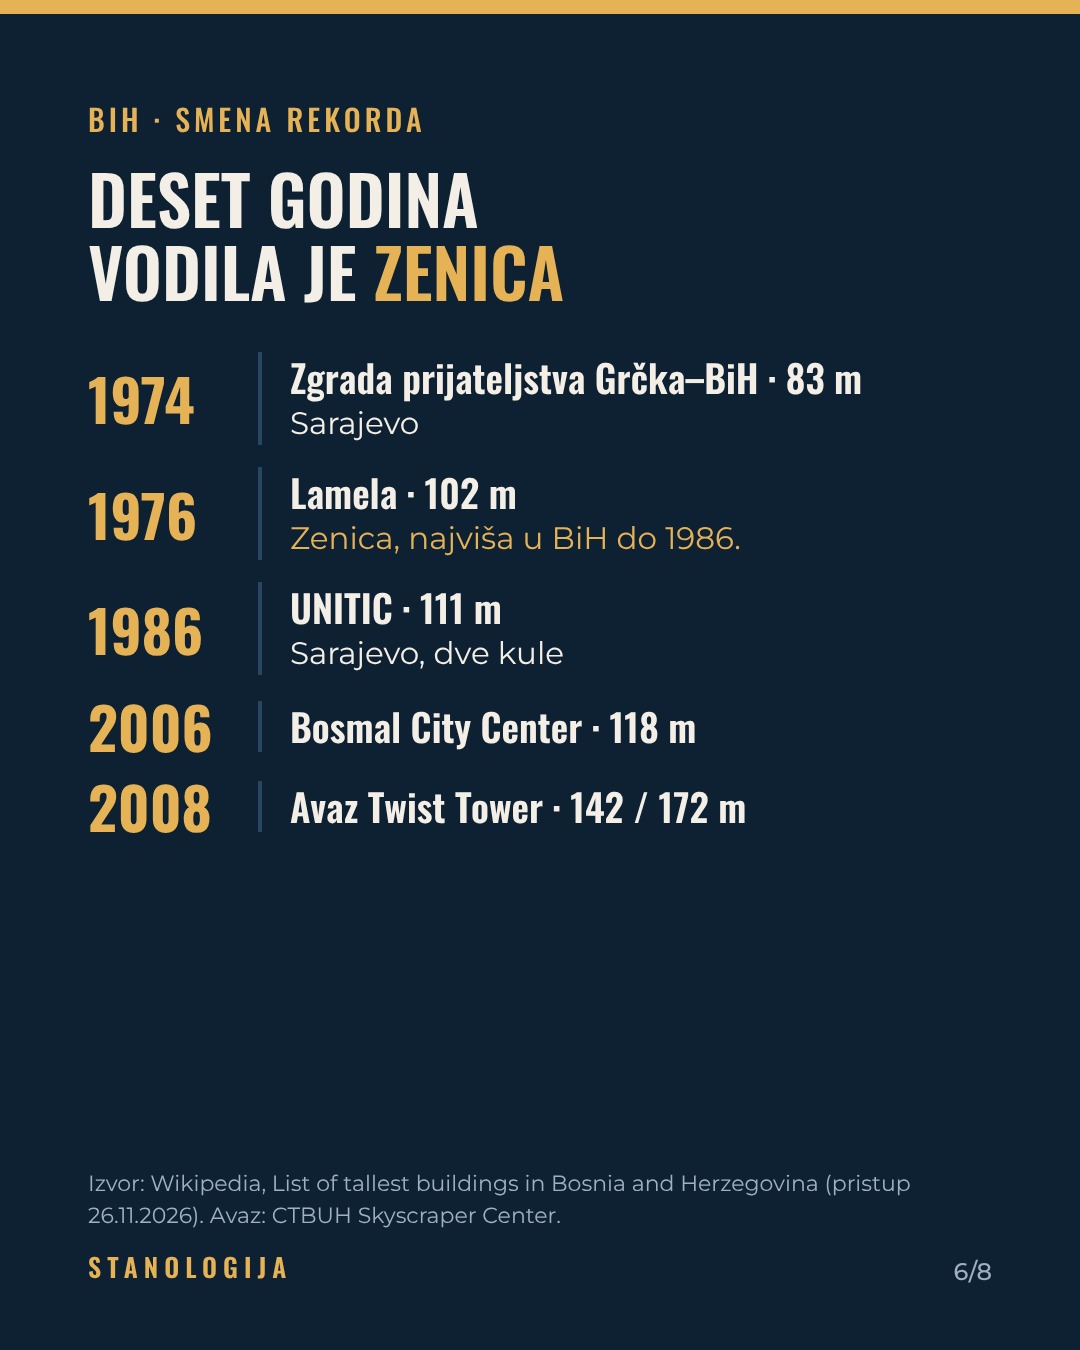 BIH · SMENA REKORDA
DESET GODINA
VODILA JE ZENICA
1974
Zgrada prijateljstva Grčka–BiH · 83 m
Sarajevo
1976
Lamela · 102 m
Zenica, najviša u BiH do 1986.
1986
UNITIC · 111 m
Sarajevo, dve kule
2006
Bosmal City Center · 118 m
2008
Avaz Twist Tower · 142 / 172 m
Izvor: Wikipedia, List of tallest buildings in Bosnia and Herzegovina (pristup
26.11.2026). Avaz: CTBUH Skyscraper Center.
STANOLOGIJA
6/8